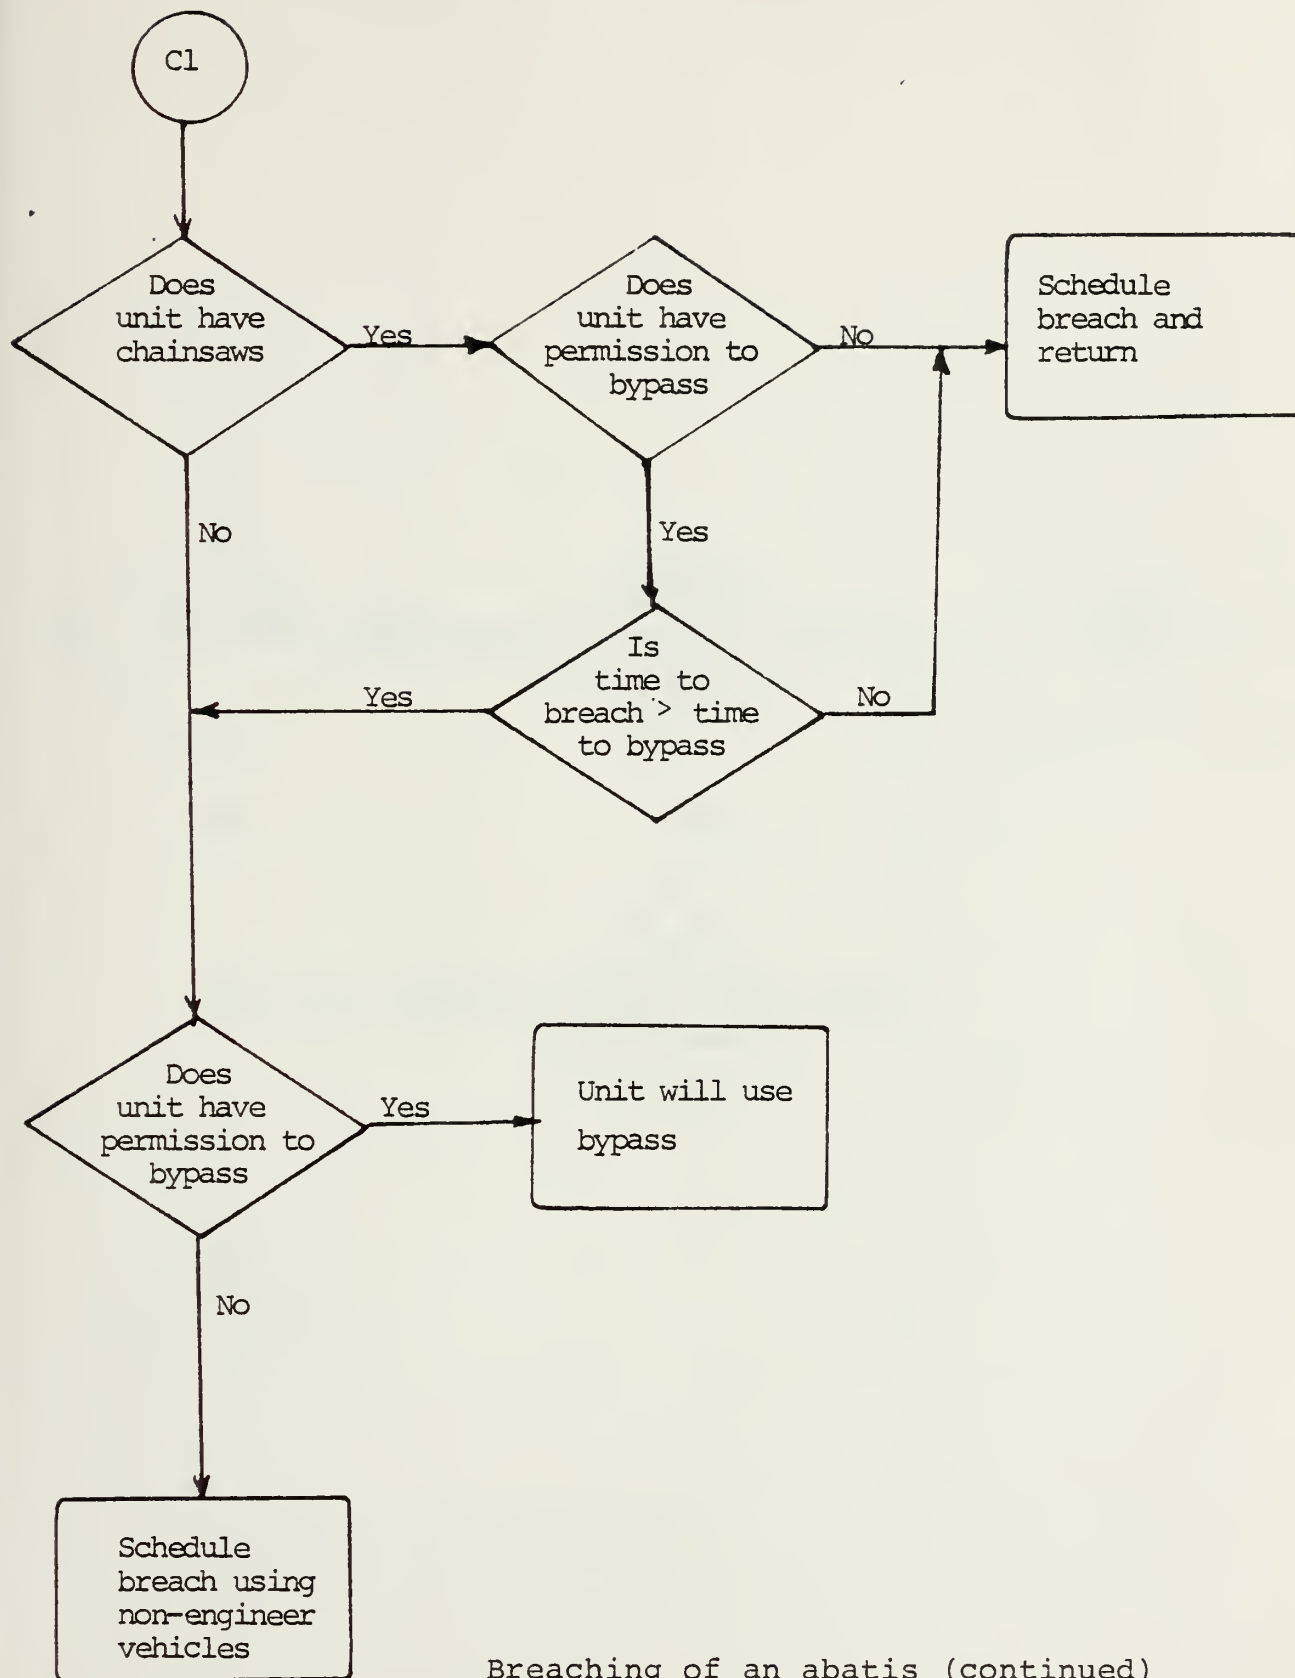 C1
Does
unit have
chainsaws
Yes
Does
unit have
permission to
bypass
No
Schedule
breach and
return
No
Yes
Is
time to
breach > time
to bypass
Yes
No
Does
unit have
permission to
bypass
Yes
Unit will use
bypass
No
Schedule
breach using
non-engineer
vehicles
Breaching of an abatis (continued)